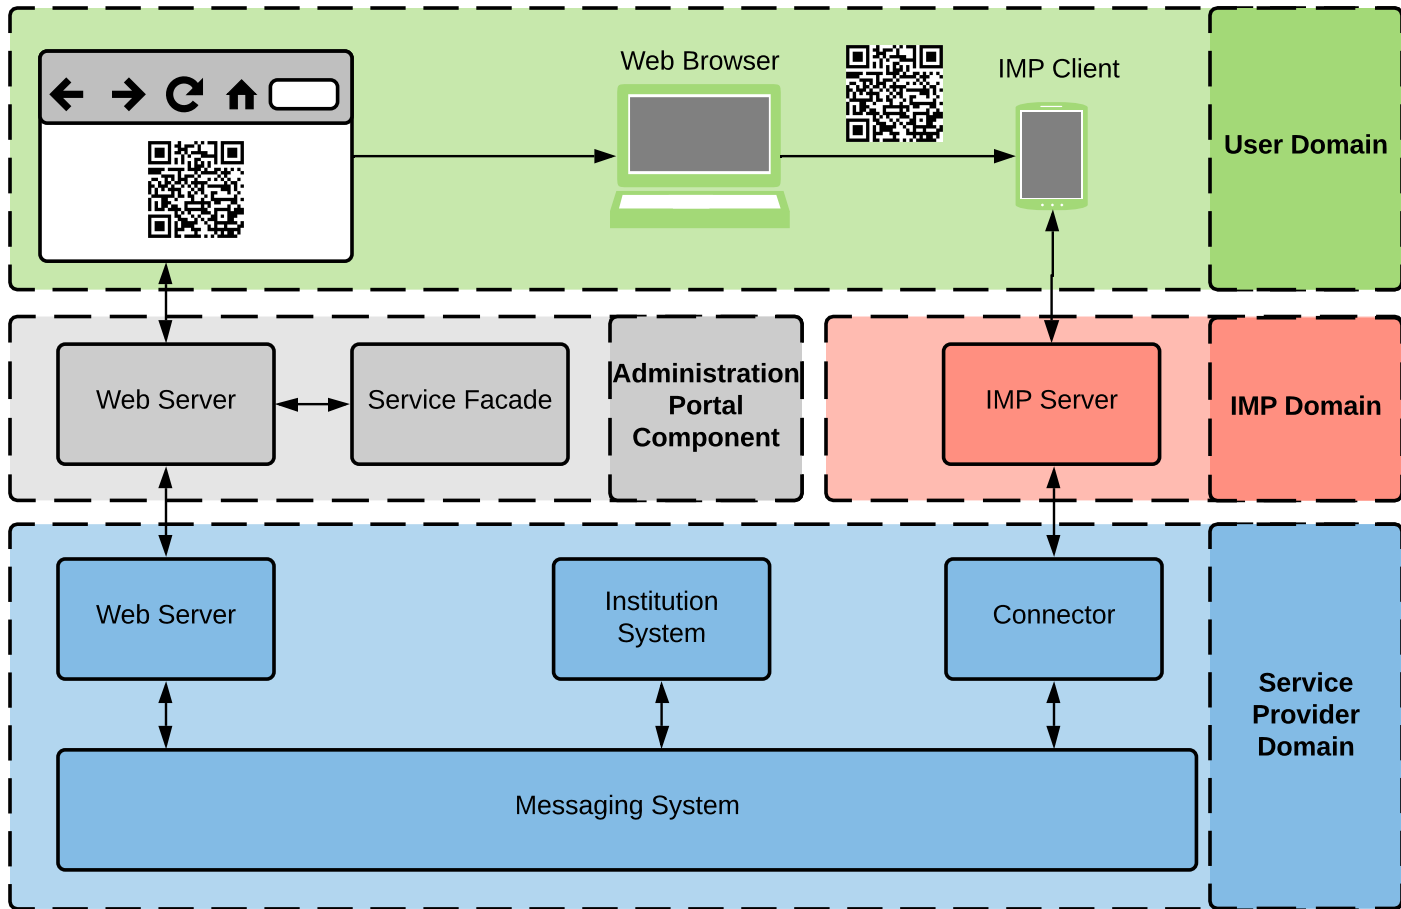 Web Browser
IMP Client
User Domain
Web Server
Service Facade
Administration
Portal
Component
IMP Server
IMP Domain
Web Server
Institution
System
Connector
Service
Provider
Domain
Messaging System